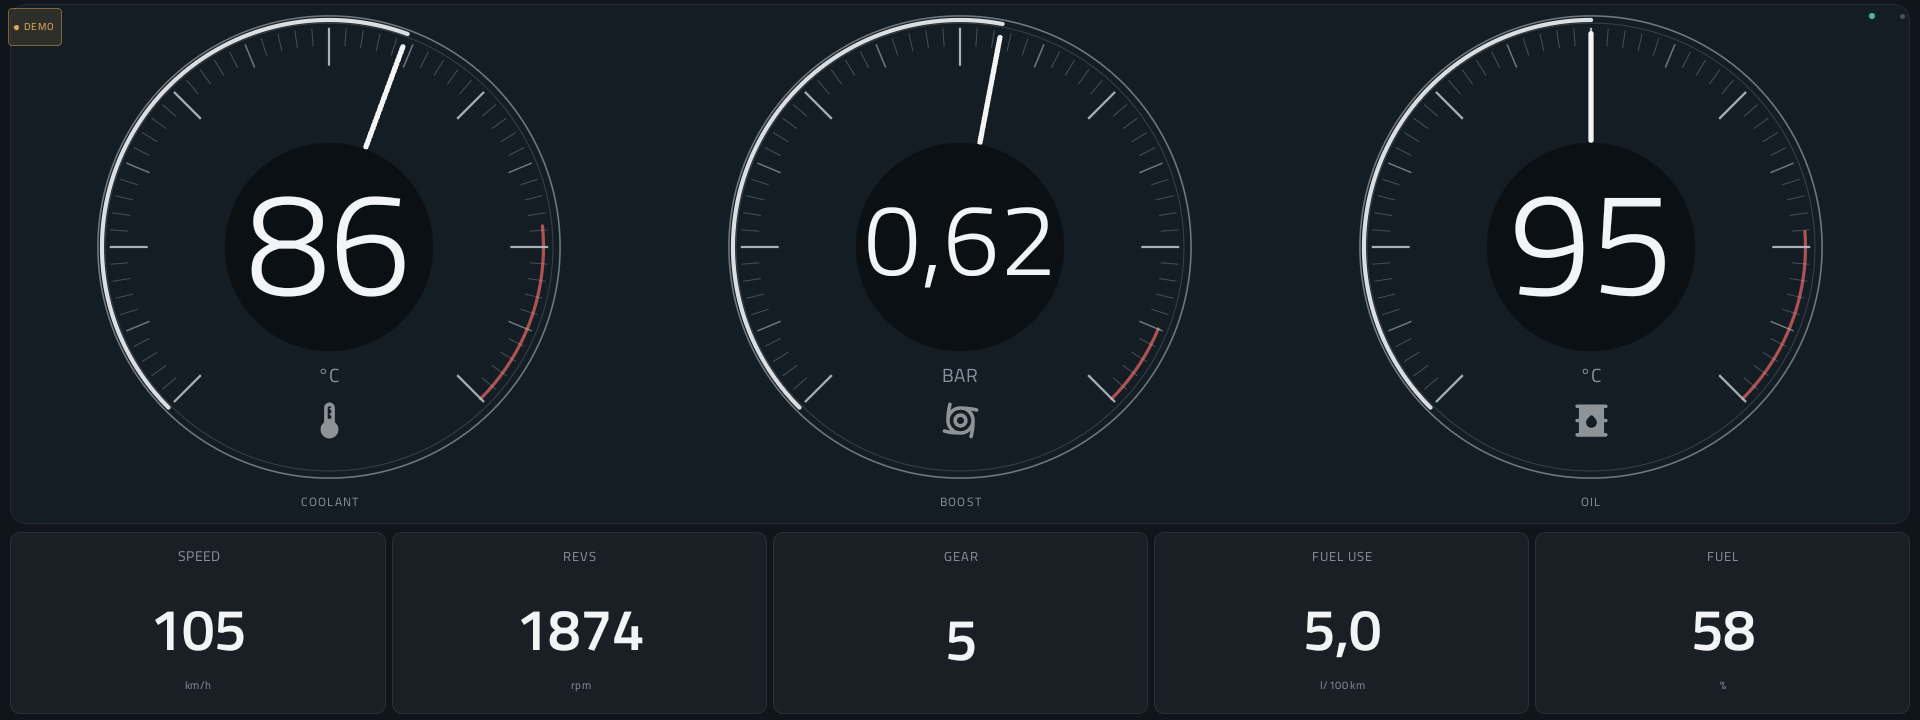 DEMO
86
°C
COOLANT
0,62
BAR
BOOST
95
°C
OIL
SPEED
105
km/h
REVS
1874
rpm
GEAR
5
FUEL USE
5,0
l/100km
FUEL
58
%